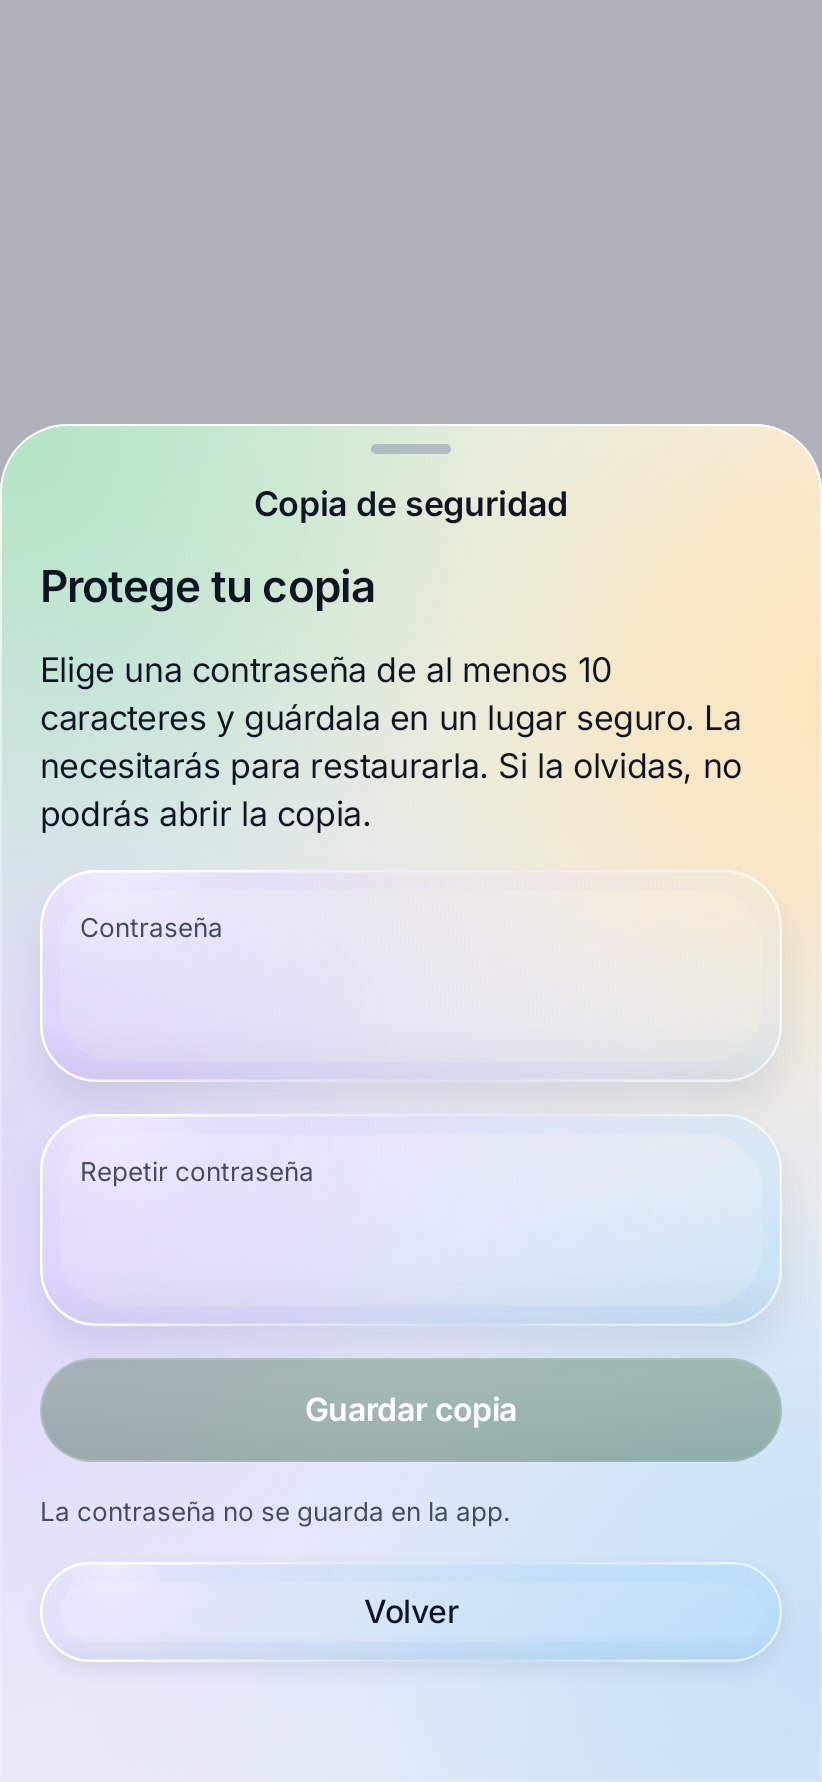 Copia de seguridad
Protege tu copia
Elige una contraseña de al menos 10
caracteres y guárdala en un lugar seguro. La
necesitarás para restaurarla. Si la olvidas, no
podrás abrir la copia.
Contraseña
Repetir contraseña
Guardar copia
La contraseña no se guarda en la app.
Volver